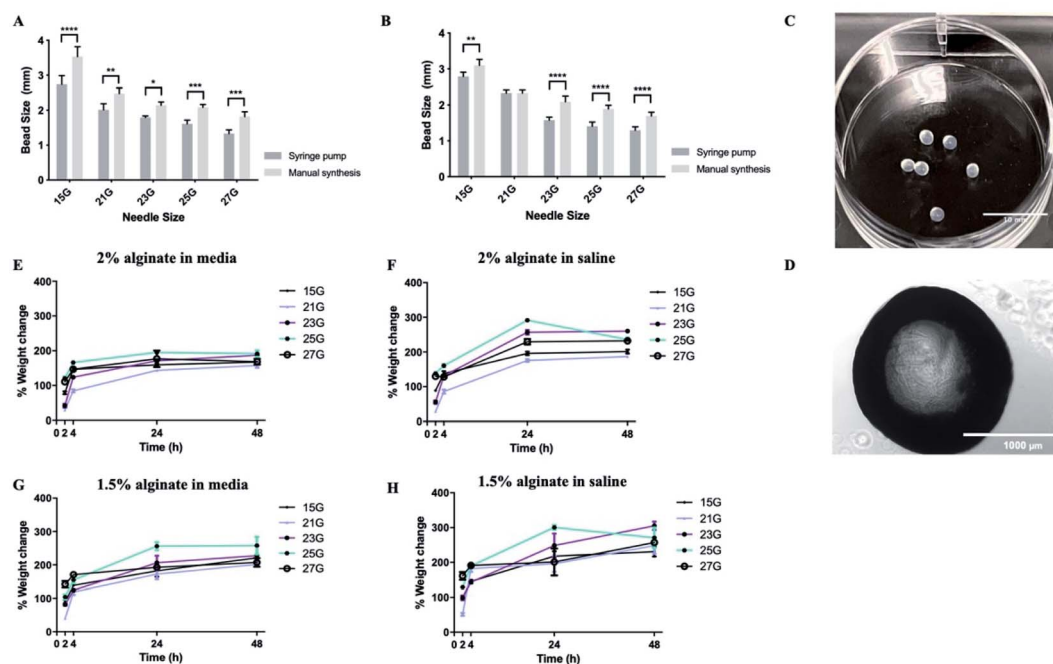 A
****
**
*
***
***
4
3
2
1
0
Bead Size (mm)
15G
21G
23G
25G
27G
Needle Size
Syringe pump
Manual synthesis
B
**
****
****
****
4
3
2
1
0
Bead Size (mm)
15G
21G
23G
25G
27G
Needle Size
Syringe pump
Manual synthesis
C
10 mm
D
1000 µm
E
2% alginate in media
400
300
200
100
0
% Weight change
0 2 4 24 48
Time (h)
15G
21G
23G
25G
27G
F
2% alginate in saline
400
300
200
100
0
% Weight change
0 2 4 24 48
Time (h)
15G
21G
23G
25G
27G
G
1.5% alginate in media
400
300
200
100
0
% Weight change
0 2 4 24 48
Time (h)
15G
21G
23G
25G
27G
H
1.5% alginate in saline
400
300
200
100
0
% Weight change
0 2 4 24 48
Time (h)
15G
21G
23G
25G
27G